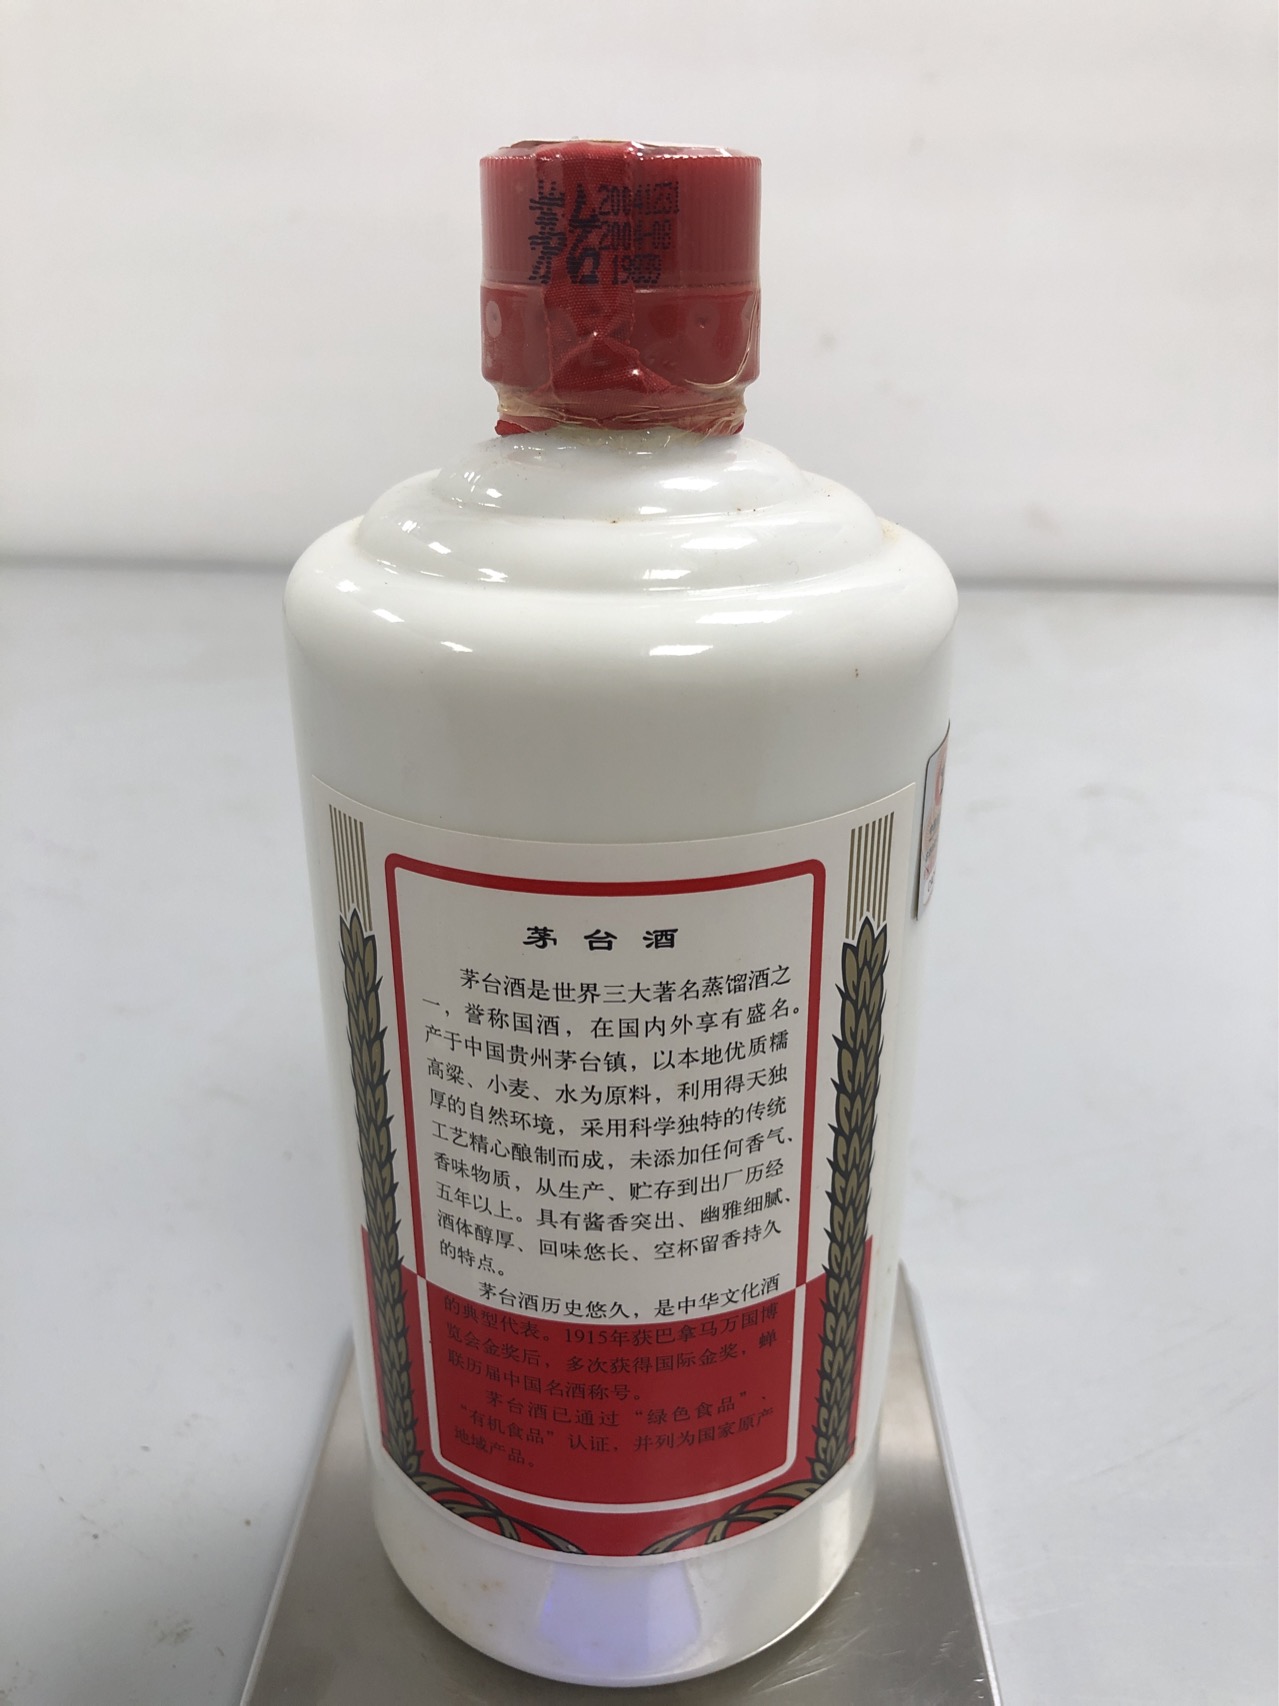 茅台
20041231
2004-08
茅台酒
茅台酒是世界三大著名蒸馏酒之
一，誉称国酒，在国内外享有盛名。
产于中国贵州茅台镇，以本地优质糯
高粱、小麦、水为原料，利用得天独
厚的自然环境，采用科学独特的传统
工艺精心酿制而成，未添加任何香气、
香味物质，从生产、贮存到出厂历经
五年以上。具有酱香突出、幽雅细腻、
酒体醇厚、回味悠长、空杯留香持久
的特点。
茅台酒历史悠久，是中华文化酒
的典型代表。1915年获巴拿马万国博
览会金奖后，多次获得国际金奖，蝉
联历届中国名酒称号。
茅台酒已通过“绿色食品”、
“有机食品”认证，并列为国家原产
地域产品。